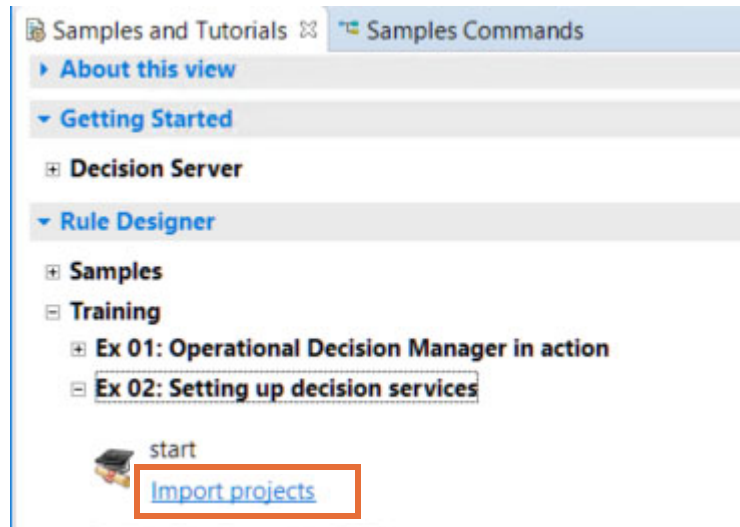 Samples and Tutorials Samples Commands
About this view
Getting Started
Decision Server
Rule Designer
Samples
Training
Ex 01: Operational Decision Manager in action
Ex 02: Setting up decision services
start
Import projects